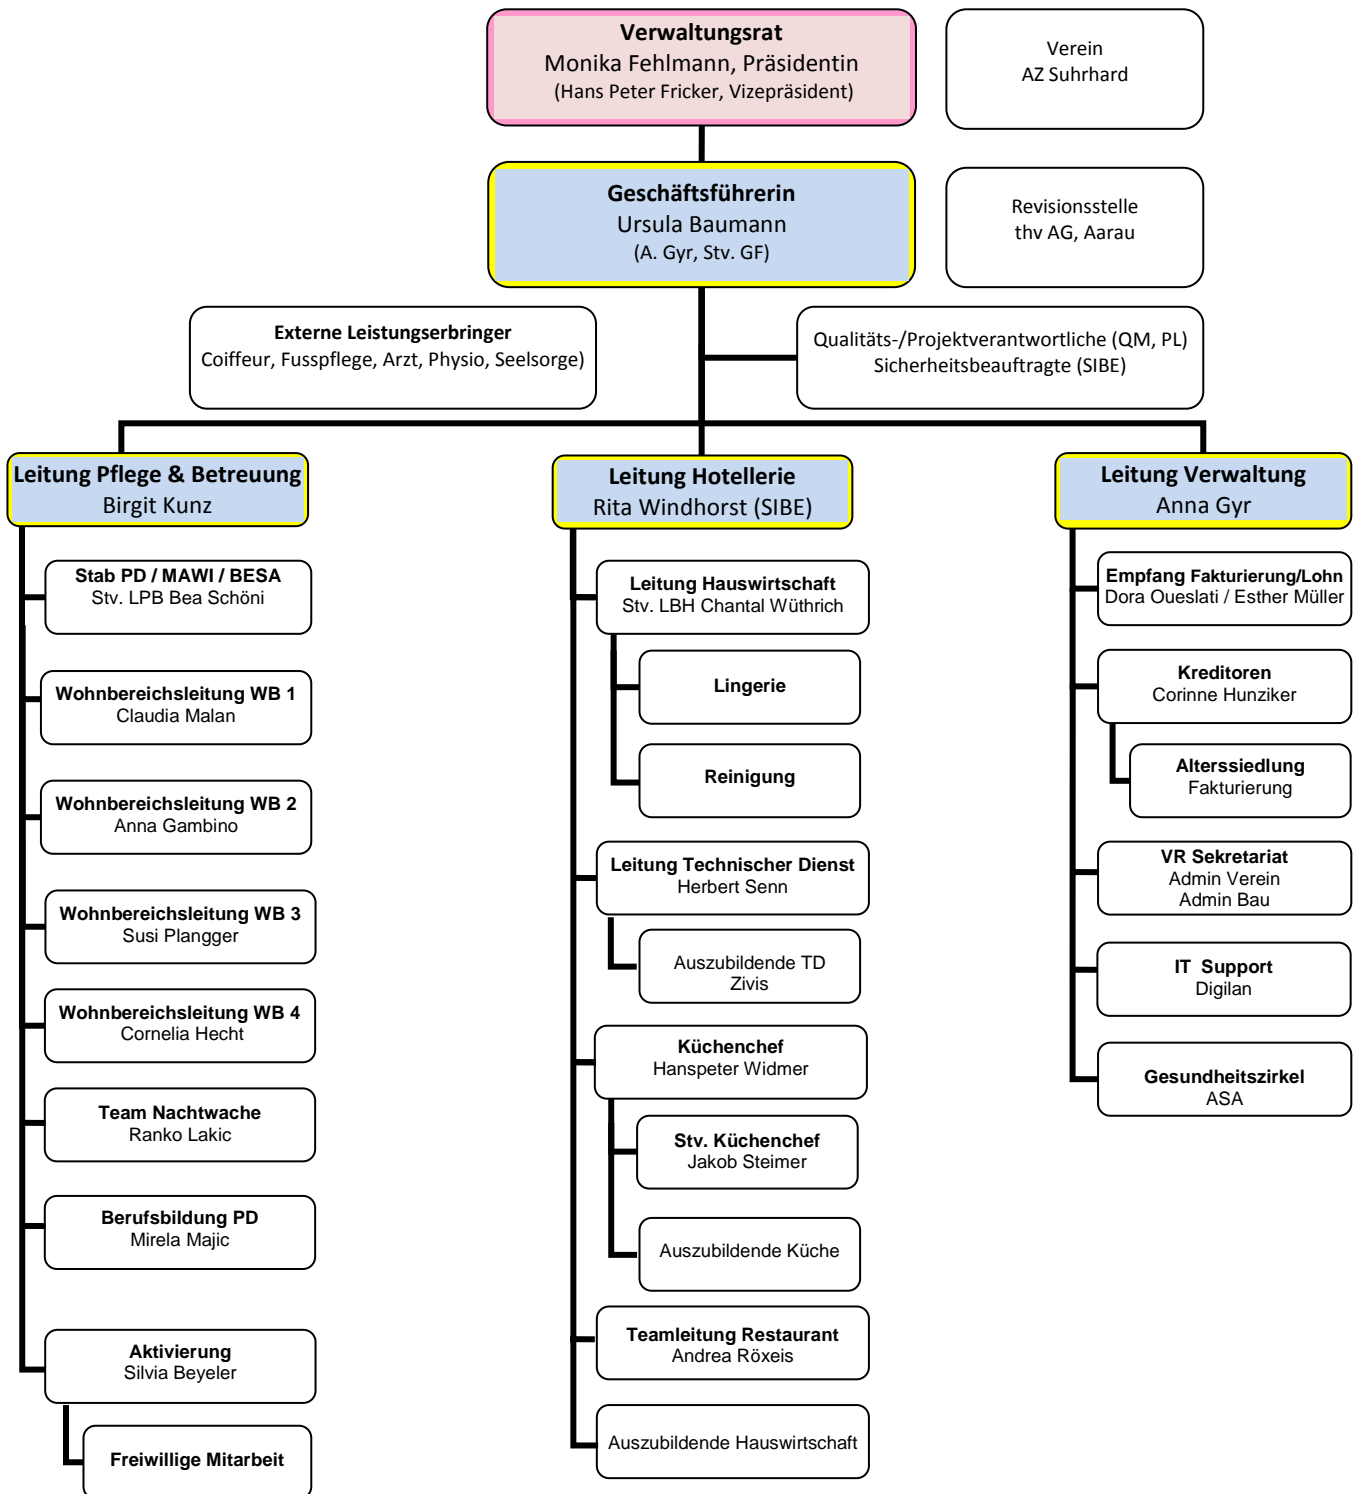 Verwaltungsrat
Monika Fehlmann, Präsidentin
(Hans Peter Fricker, Vizepräsident)
Verein
AZ Suhrhard
Geschäftsführerin
Ursula Baumann
(A. Gyr, Stv. GF)
Revisionsstelle
thv AG, Aarau
Externe Leistungserbringer
Coiffeur, Fusspflege, Arzt, Physio, Seelsorge)
Qualitäts-/Projektverantwortliche (QM, PL)
Sicherheitsbeauftragte (SIBE)
Leitung Pflege & Betreuung
Birgit Kunz
Stab PD / MAWI / BESA
Stv. LPB Bea Schöni
Wohnbereichsleitung WB 1
Claudia Malan
Wohnbereichsleitung WB 2
Anna Gambino
Wohnbereichsleitung WB 3
Susi Plangger
Wohnbereichsleitung WB 4
Cornelia Hecht
Team Nachtwache
Ranko Lakic
Berufsbildung PD
Mirela Majic
Aktivierung
Silvia Beyeler
Freiwillige Mitarbeit
Leitung Hotellerie
Rita Windhorst (SIBE)
Leitung Hauswirtschaft
Stv. LBH Chantal Wüthrich
Lingerie
Reinigung
Leitung Technischer Dienst
Herbert Senn
Auszubildende TD
Zivis
Küchenchef
Hanspeter Widmer
Stv. Küchenchef
Jakob Steimer
Auszubildende Küche
Teamleitung Restaurant
Andrea Röxeis
Auszubildende Hauswirtschaft
Leitung Verwaltung
Anna Gyr
Empfang Fakturierung/Lohn
Dora Oueslati / Esther Müller
Kreditoren
Corinne Hunziker
Alterssiedlung
Fakturierung
VR Sekretariat
Admin Verein
Admin Bau
IT Support
Digilan
Gesundheitszirkel
ASA